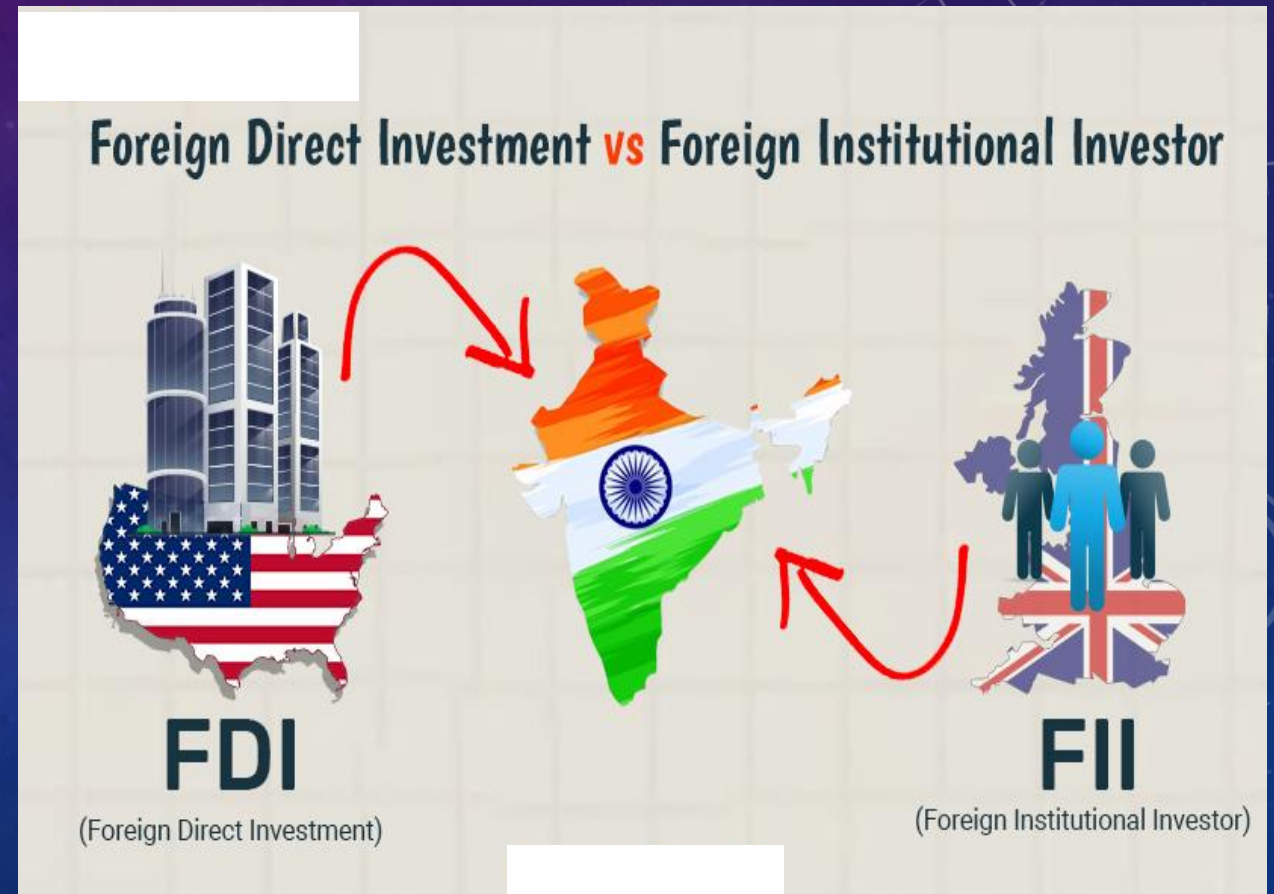 Foreign Direct Investment vs Foreign Institutional Investor
FDI
(Foreign Direct Investment)
FII
(Foreign Institutional Investor)